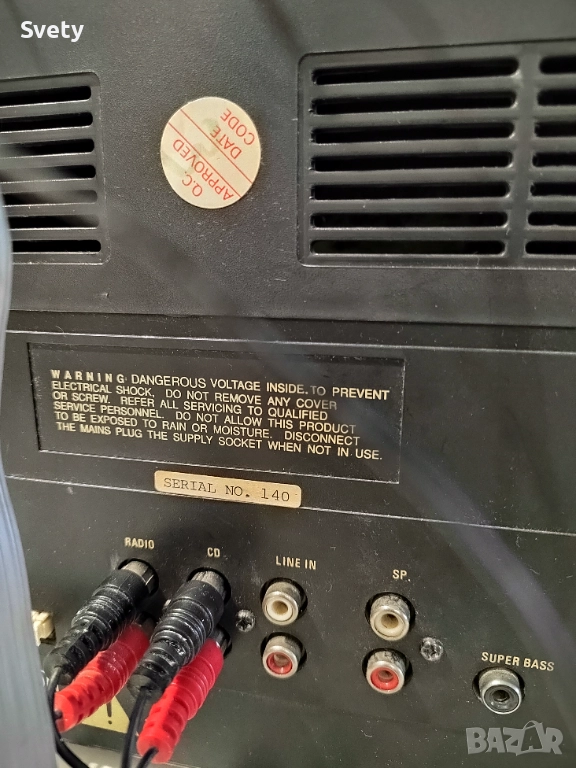 Svety
Q.C
APPROVED
DATE
CODE
WARNING: DANGEROUS VOLTAGE INSIDE. TO PREVENT
ELECTRICAL SHOCK, DO NOT REMOVE ANY COVER
OR SCREW. REFER ALL SERVICING TO QUALIFIED
SERVICE PERSONNEL. DO NOT ALLOW THIS PRODUCT
TO BE EXPOSED TO RAIN OR MOISTURE. DISCONNECT
THE MAINS PLUG THE SUPPLY SOCKET WHEN NOT IN USE.
SERIAL NO. 140
RADIO CD LINE IN SP.
SUPER BASS
BAZAR